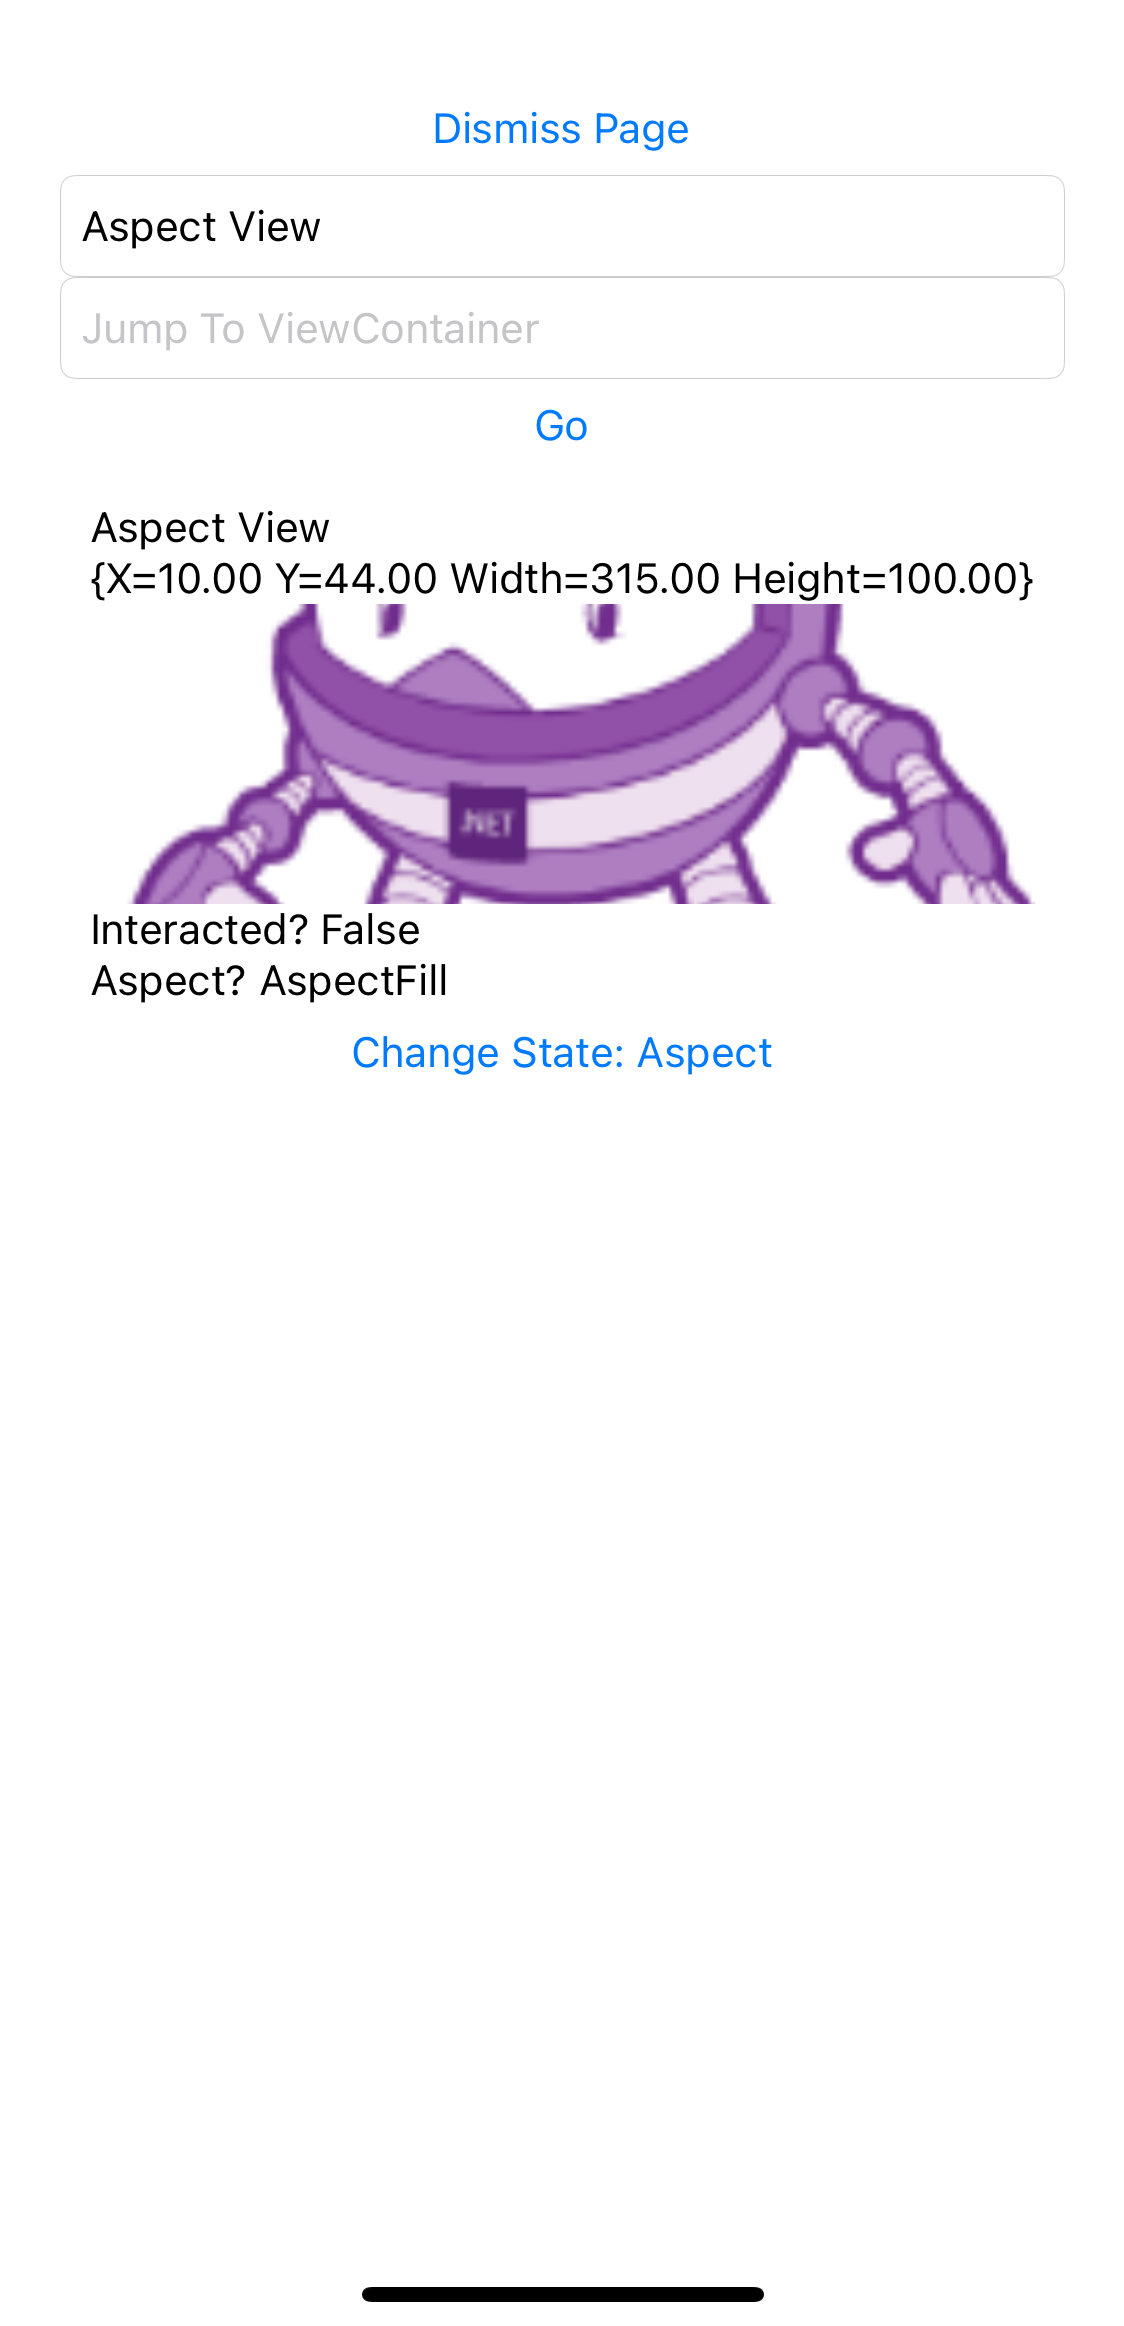 Dismiss Page
Aspect View
Jump To ViewContainer
Go
Aspect View
{X=10.00 Y=44.00 Width=315.00 Height=100.00}
.NET
Interacted? False
Aspect? AspectFill
Change State: Aspect